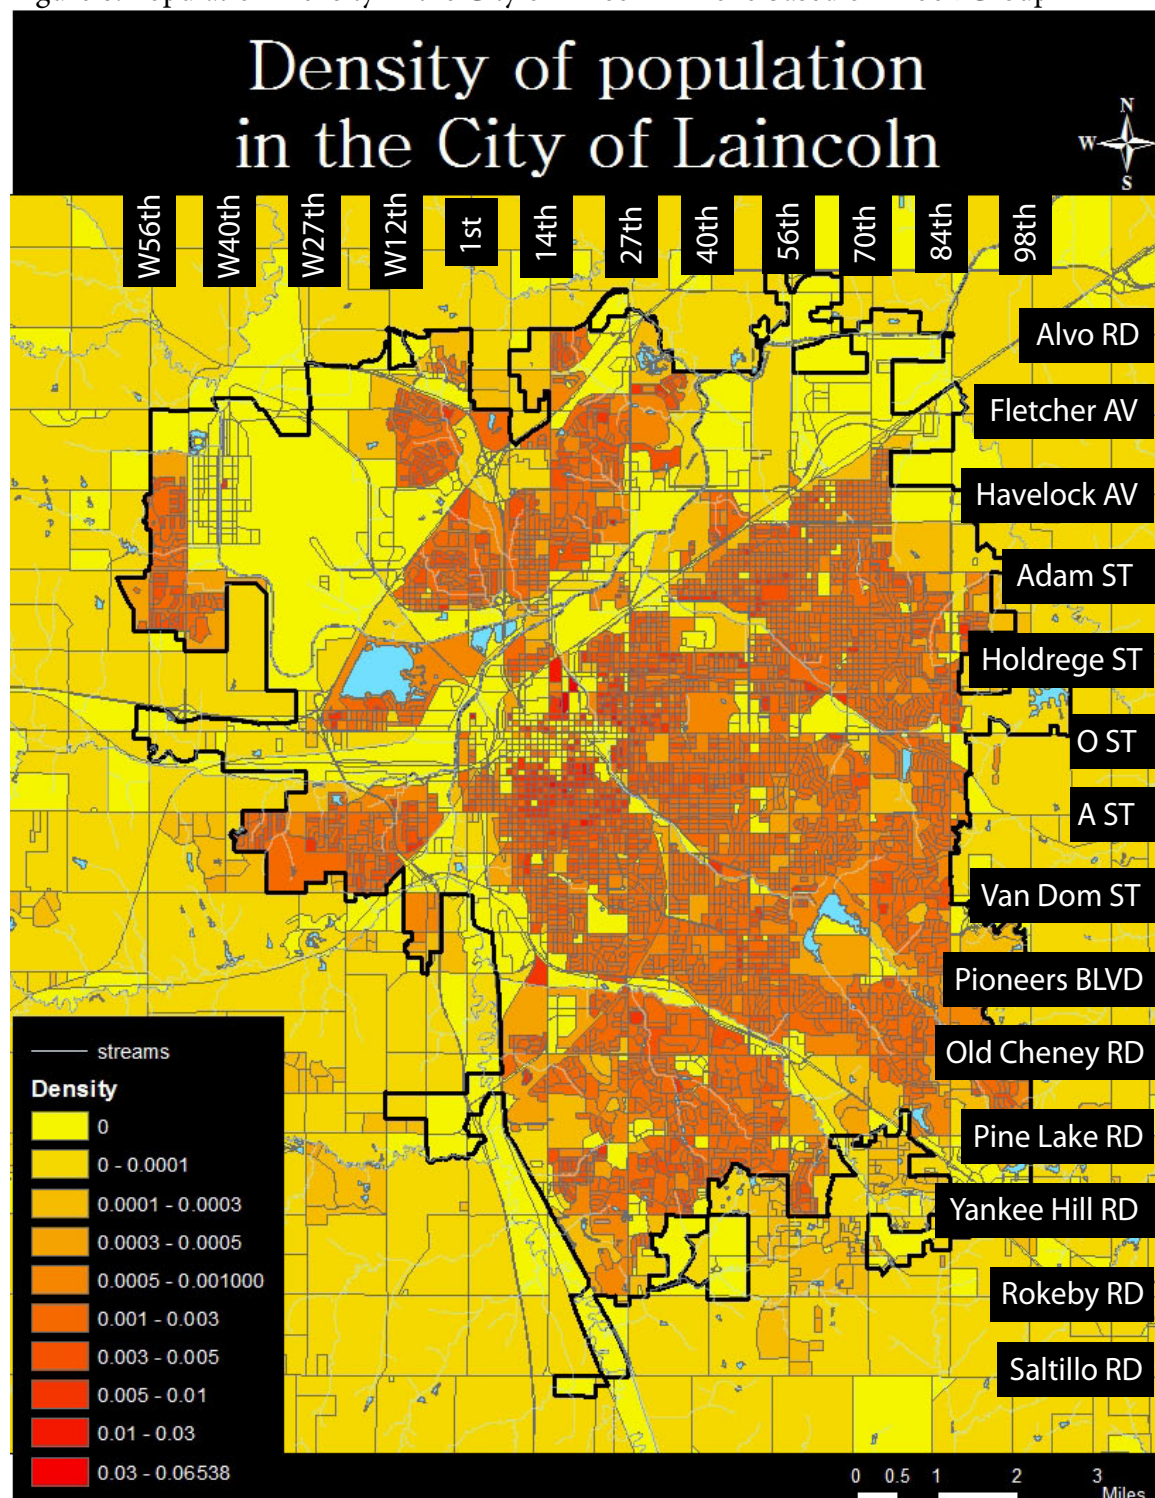 Density of population
in the City of Laincoln
N
W
S
W56th
W40th
W27th
W12th
1st
14th
27th
40th
56th
70th
84th
98th
Alvo RD
Fletcher AV
Havelock AV
Adam ST
Holdrege ST
O ST
A ST
Van Dom ST
Pioneers BLVD
Old Cheney RD
Pine Lake RD
Yankee Hill RD
Rokeby RD
Saltillo RD
streams
Density
0
0 - 0.0001
0.0001 - 0.0003
0.0003 - 0.0005
0.0005 - 0.001000
0.001 - 0.003
0.003 - 0.005
0.005 - 0.01
0.01 - 0.03
0.03 - 0.06538
0 0.5 1 2 3
Miles